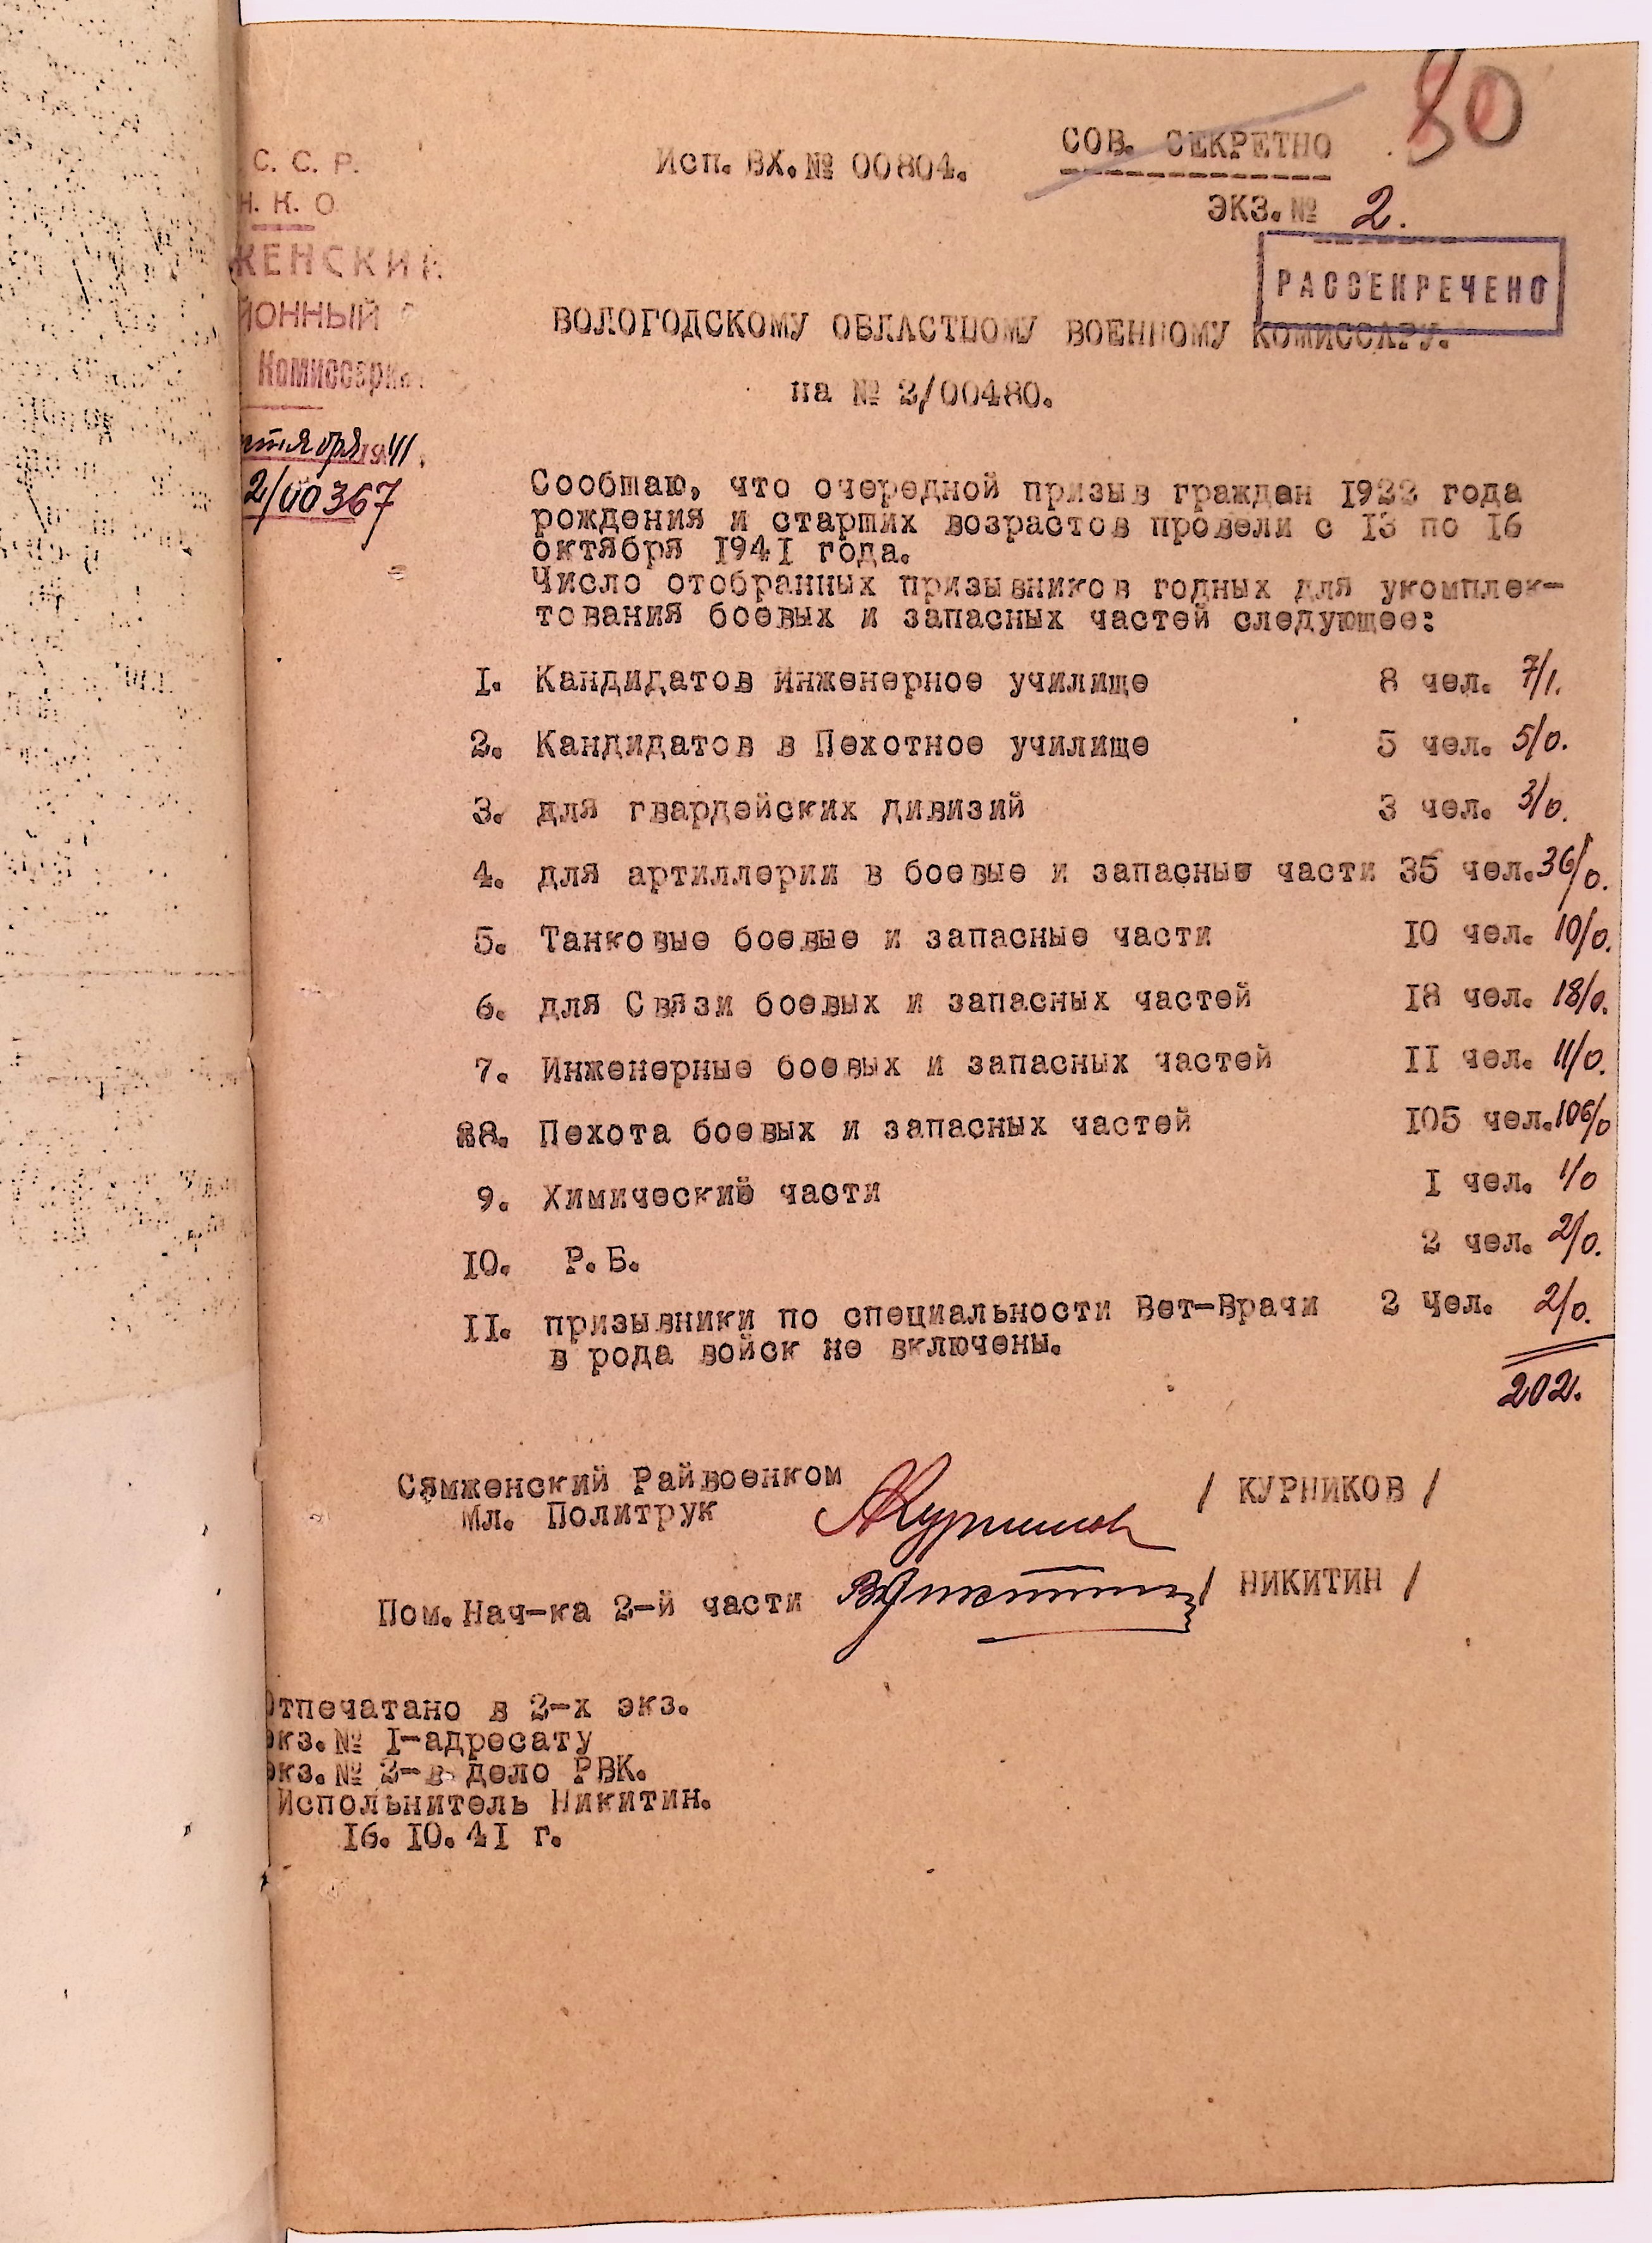 80
Исп. ВХ.№ 00804.
СОВ. СЕКРЕТНО
ЭКЗ.№ 2.
РАССЕКРЕЧЕНО
С. С. Р.
Н. К. О
ЖЕНСКИЙ
ЙОННЫЙ
Комиссариат
тября 1941.
2/00367
ВОЛОГОДСКОМУ ОБЛАСТНОМУ ВОЕННОМУ КОМИССАРУ.
на № 2/00480.
Сообщаю, что очередной призыв граждан 1922 года
рождения и старших возрастов провели с 13 по 16
октября 1941 года.
Число отобранных призывников годных для укомплек-
тования боевых и запасных частей следующее:
1. Кандидатов Инженерное училище 8 чел. 7/1.
2. Кандидатов в Пехотное училище 5 чел. 5/0.
3. для гвардейских дивизий 3 чел. 3/0.
4. для артиллерии в боевые и запасные части 35 чел. 36/0.
5. Танковые боевые и запасные части 10 чел. 10/0.
6. для Связи боевых и запасных частей 18 чел. 18/0.
7. Инженерные боевых и запасных частей 11 чел. 11/0.
88. Пехота боевых и запасных частей 105 чел. 106/0
9. Химический части 1 чел. 1/0
10. Р.Б. 2 чел. 2/0.
11. призывники по специальности Вет-Врачи 2 Чел. 2/0.
в рода войск не включены.
202.
Сямженский Райвоенком
Мл. Политрук
АКурников
/ КУРНИКОВ /
Пом. Нач-ка 2-й части
/ НИКИТИН /
Отпечатано в 2-х экз.
экз.№ 1-адресату
экз.№ 2-в дело РВК.
Испольнитель Никитин.
16. 10. 41 г.